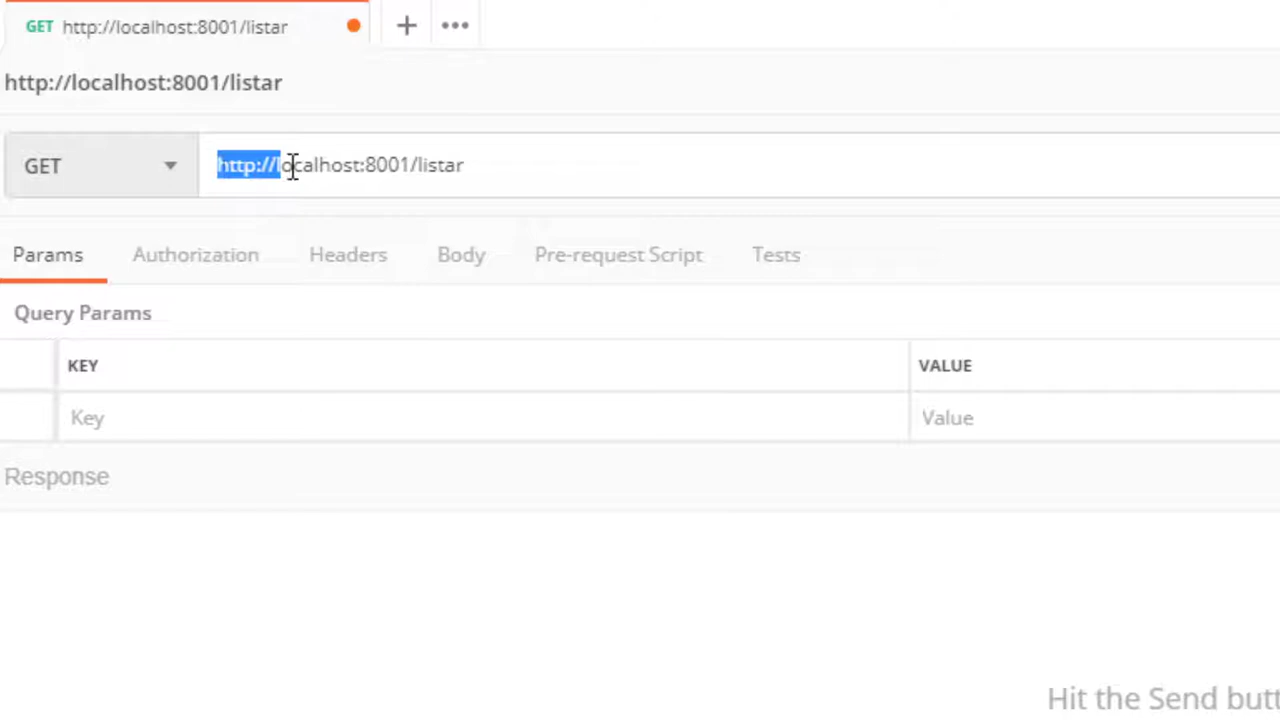 GET http://localhost:8001/listar
http://localhost:8001/listar
GET http://localhost:8001/listar
Params Authorization Headers Body Pre-request Script Tests
Query Params
KEY VALUE
Key Value
Response
Hit the Send